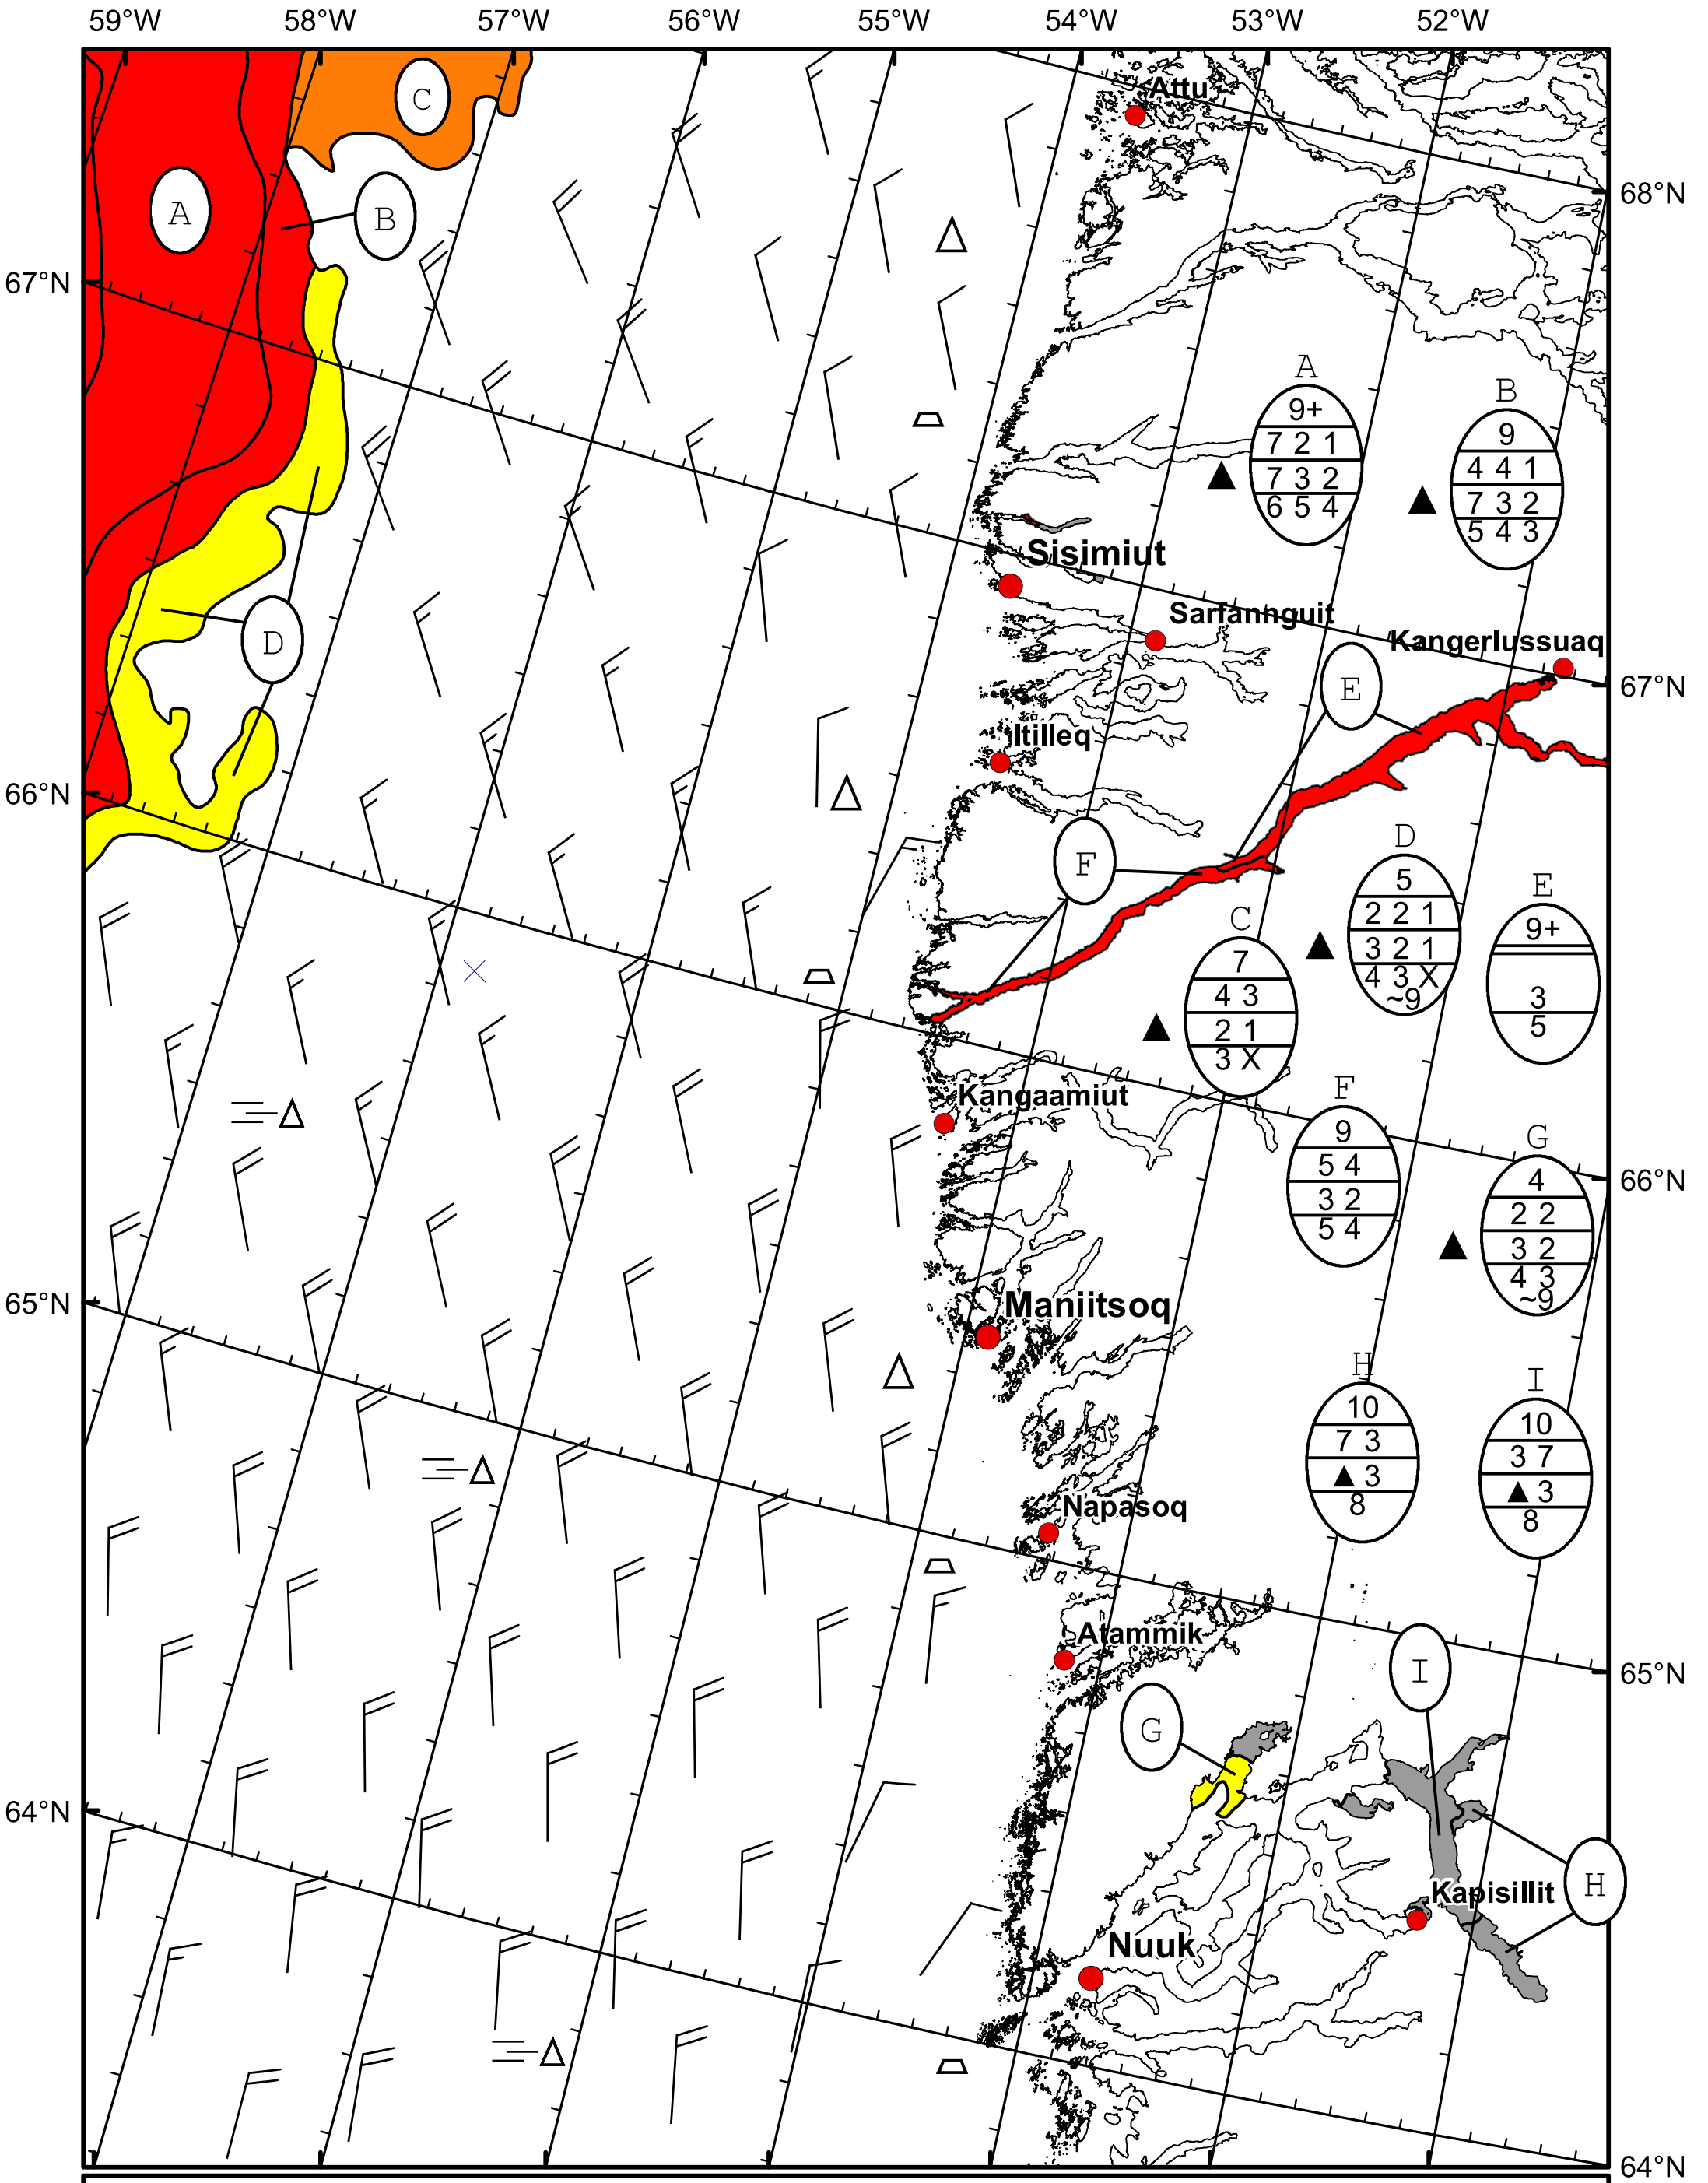 59°W 58°W 57°W 56°W 55°W 54°W 53°W 52°W
Attu
C
A
B
68°N
67°N
A
9+
7 2 1
7 3 2
6 5 4
B
9
4 4 1
7 3 2
5 4 3
Sisimiut
Sarfannguit
Kangerlussuaq
D
E
67°N
Itilleq
66°N
F
D
5
2 2 1
3 2 1
4 3 X
~9
E
9+
3
5
C
7
4 3
2 1
3 X
Kangaamiut
F
9
5 4
3 2
5 4
G
4
2 2
3 2
4 3
~9
66°N
65°N
Maniitsoq
H
10
7 3
▲ 3
8
I
10
3 7
▲ 3
8
Napasoq
Atammik
I
65°N
G
64°N
H
Kapisillit
Nuuk
64°N